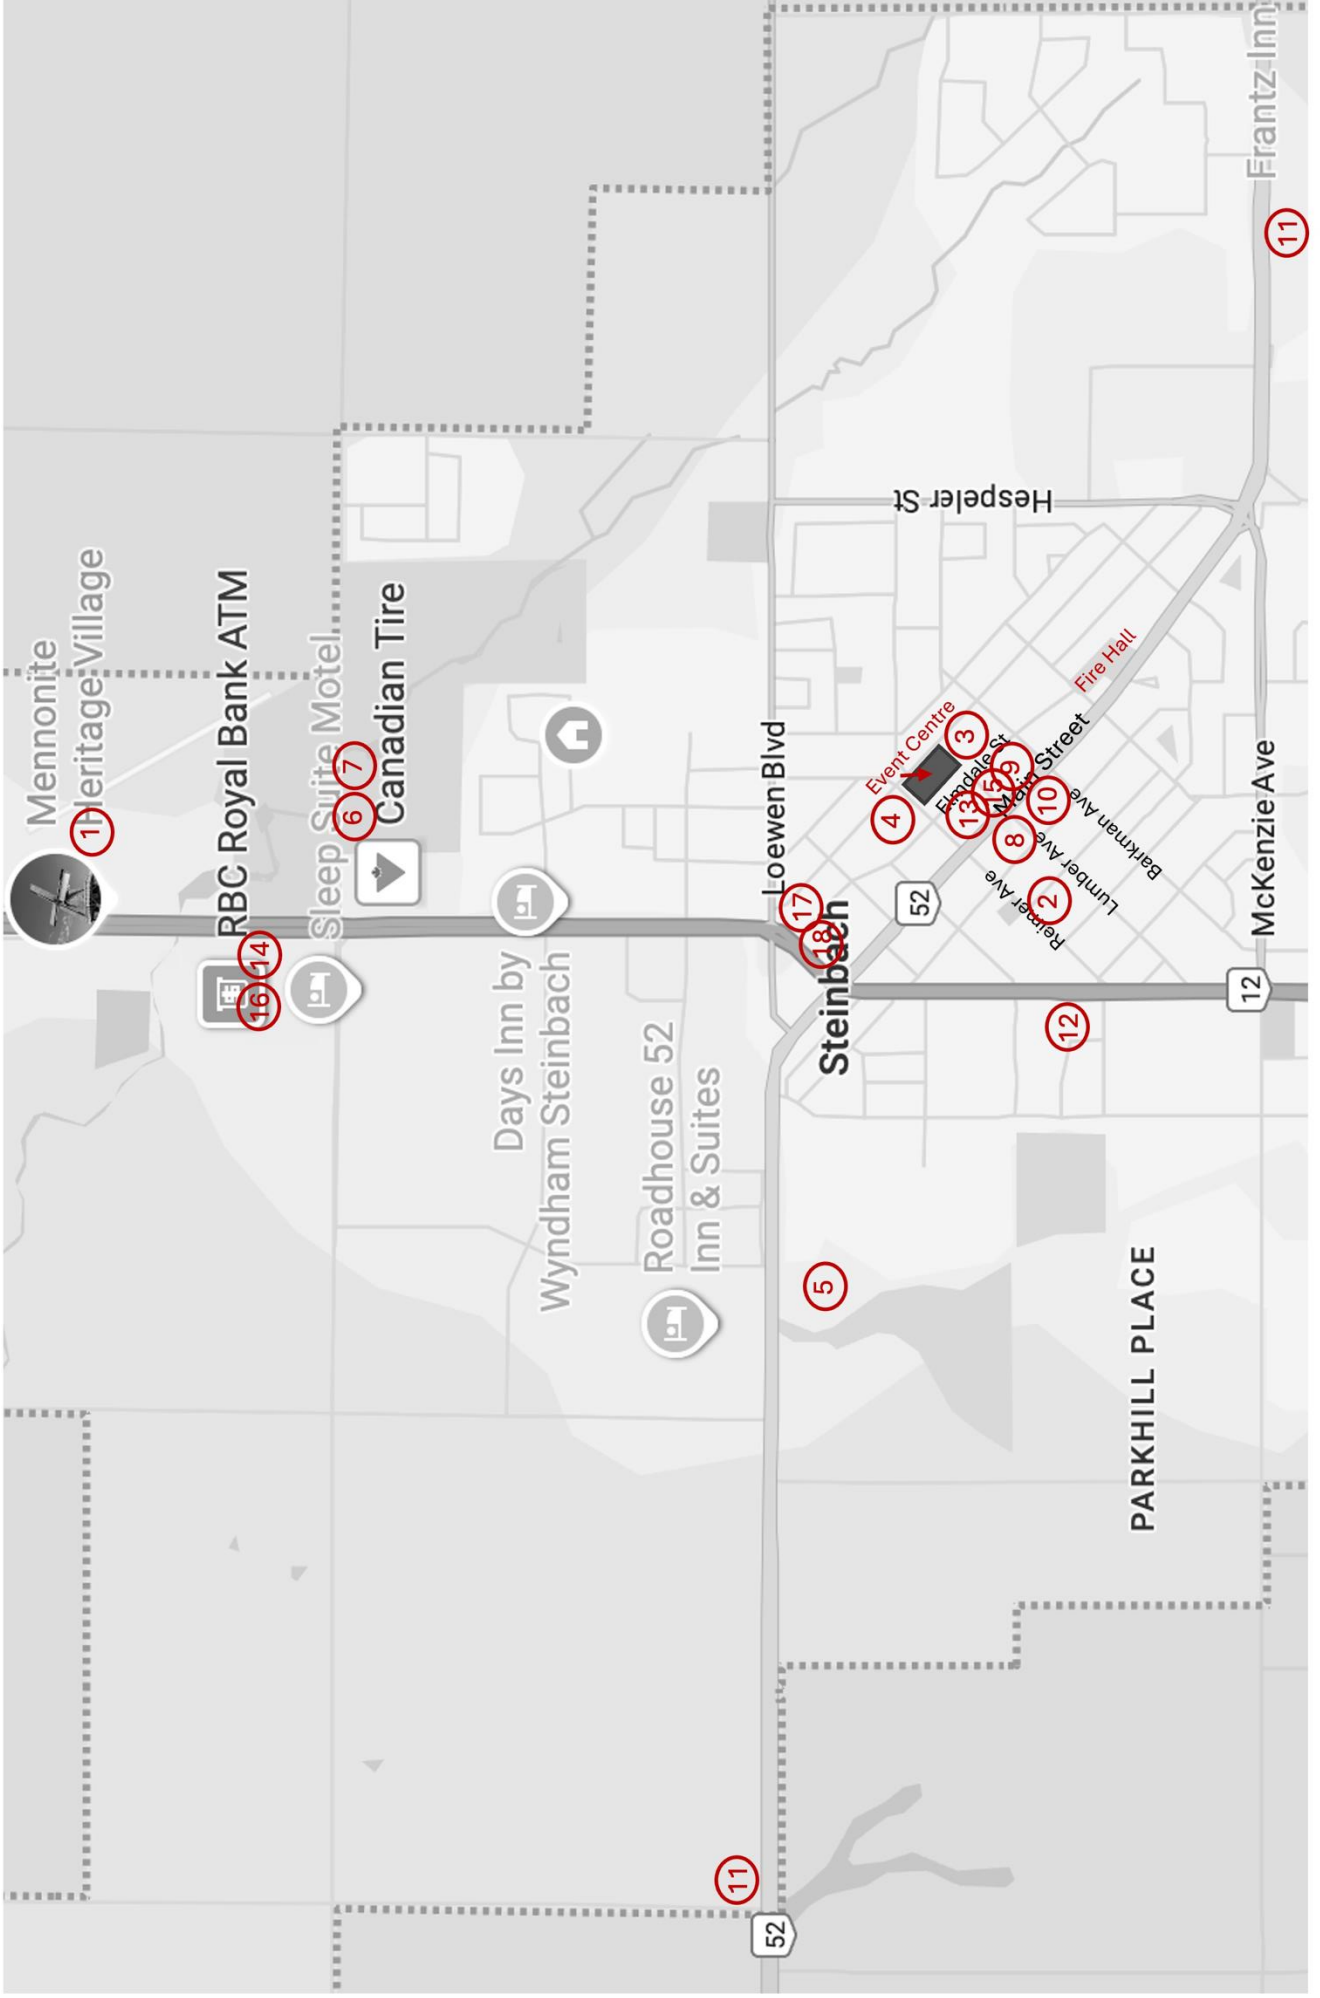 Mennonite
Heritage Village
1
RBC Royal Bank ATM
14
16
Sleep Suite Motel
6
7
Canadian Tire
Days Inn by
Wyndham Steinbach
Roadhouse 52
Inn & Suites
11
52
Loewen Blvd
17
18
Steinbach
5
4
Event Centre
3
Elmdale St
52
13
15
9
Main Street
8
10
2
Reimer Ave
Lumber Ave
Barkman Ave
Fire Hall
Hespeler St
12
PARKHILL PLACE
McKenzie Ave
12
Frantz Inn
11